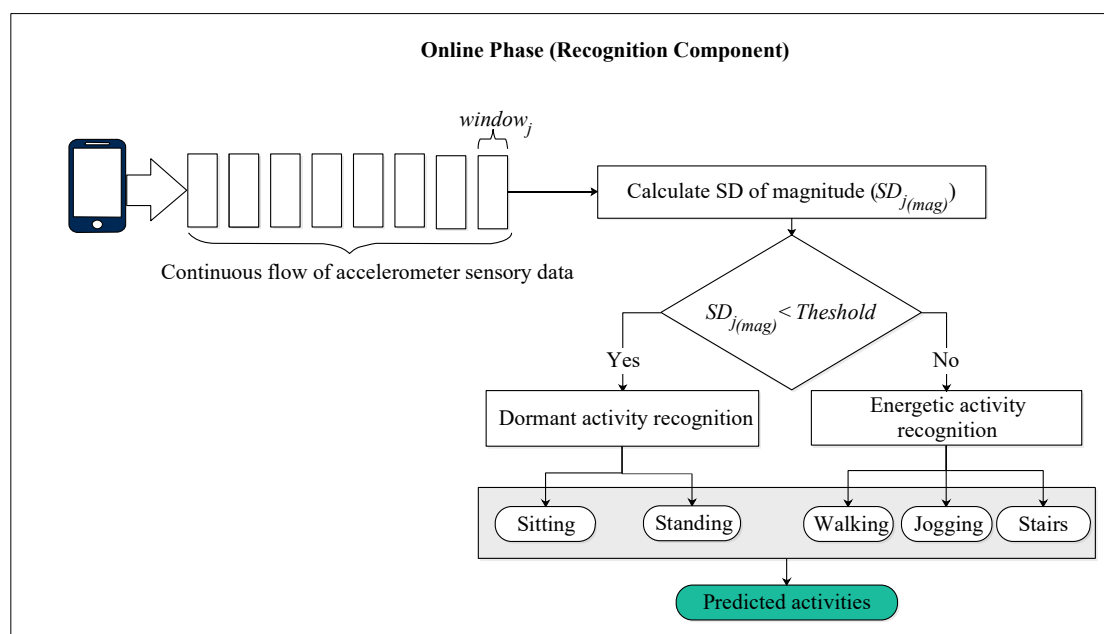 Online Phase (Recognition Component)
window_j
Calculate SD of magnitude (SD_j(mag))
Continuous flow of accelerometer sensory data
SD_j(mag) < Theshold
Yes
No
Dormant activity recognition
Energetic activity
recognition
Sitting
Standing
Walking
Jogging
Stairs
Predicted activities